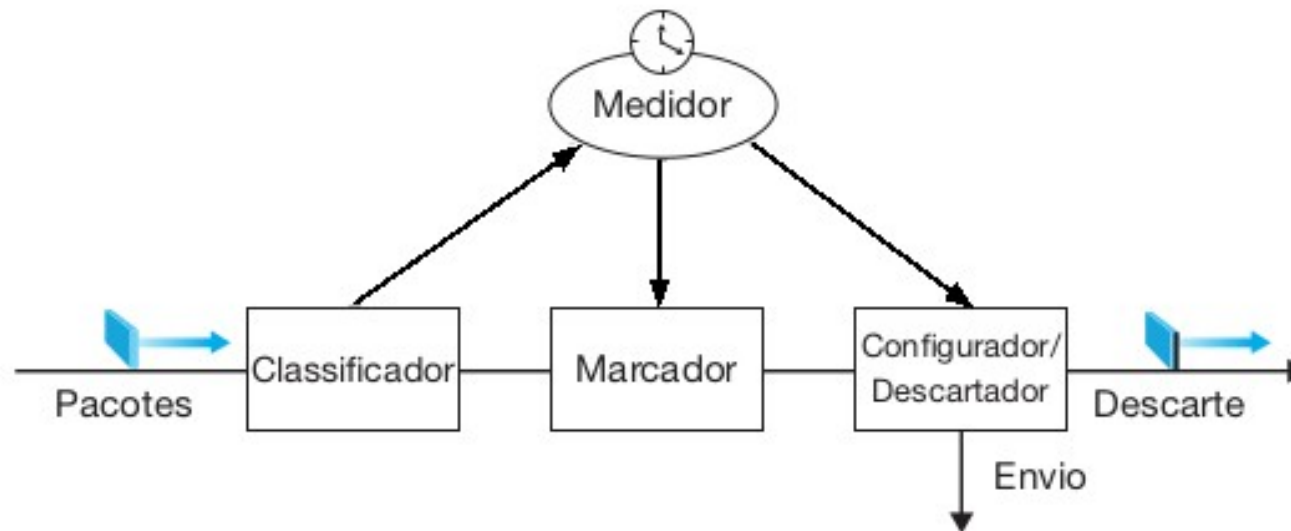 Medidor
Pacotes
Classificador
Marcador
Configurador/
Descartador
Descarte
Envio